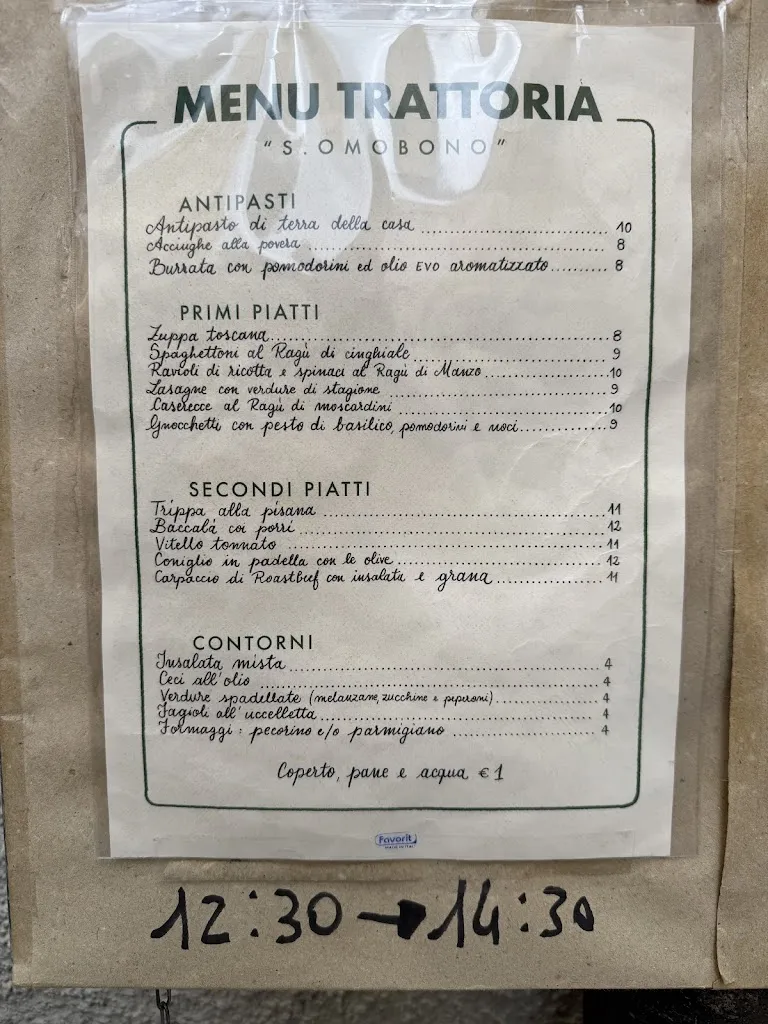 MENU TRATTORIA
"S. OMOBONO"
ANTIPASTI
Antipasto di terra della casa ........ 10
Acciughe alla povera ........ 8
Burrata con pomodorini ed olio EVO aromatizzato ........ 8
PRIMI PIATTI
Zuppa toscana ........ 8
Spaghettoni al Ragù di cinghiale ........ 9
Ravioli di ricotta e spinaci al Ragù di Manzo ........ 10
Lasagne con verdure di stagione ........ 9
Caserecce al Ragù di moscardini ........ 10
Gnocchetti con pesto di basilico, pomodorini e noci ........ 9
SECONDI PIATTI
Trippa alla pisana ........ 11
Baccalà coi porri ........ 12
Vitello tonnato ........ 11
Coniglio in padella con le olive ........ 12
Carpaccio di Roastbeef con insalata e grana ........ 11
CONTORNI
Insalata mista ........ 4
Ceci all'olio ........ 4
Verdure spadellate (melanzane, zucchine e peperoni) ........ 4
Fagioli all'uccelletta ........ 4
Formaggi: pecorino e/o parmigiano ........ 4
Coperto, pane e acqua € 1
Favorit
12:30 → 14:30